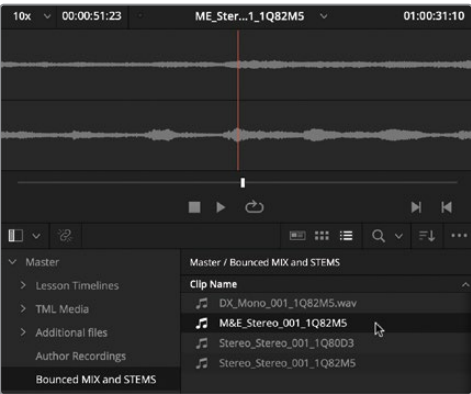 10x 00:00:51:23 ME_Ster...1_1Q82M5 01:00:31:10
Master
Lesson Timelines
TML Media
Additional files
Author Recordings
Bounced MIX and STEMS
Master / Bounced MIX and STEMS
Clip Name
DX_Mono_001_1Q82M5.wav
M&E_Stereo_001_1Q82M5
Stereo_Stereo_001_1Q80D3
Stereo_Stereo_001_1Q82M5